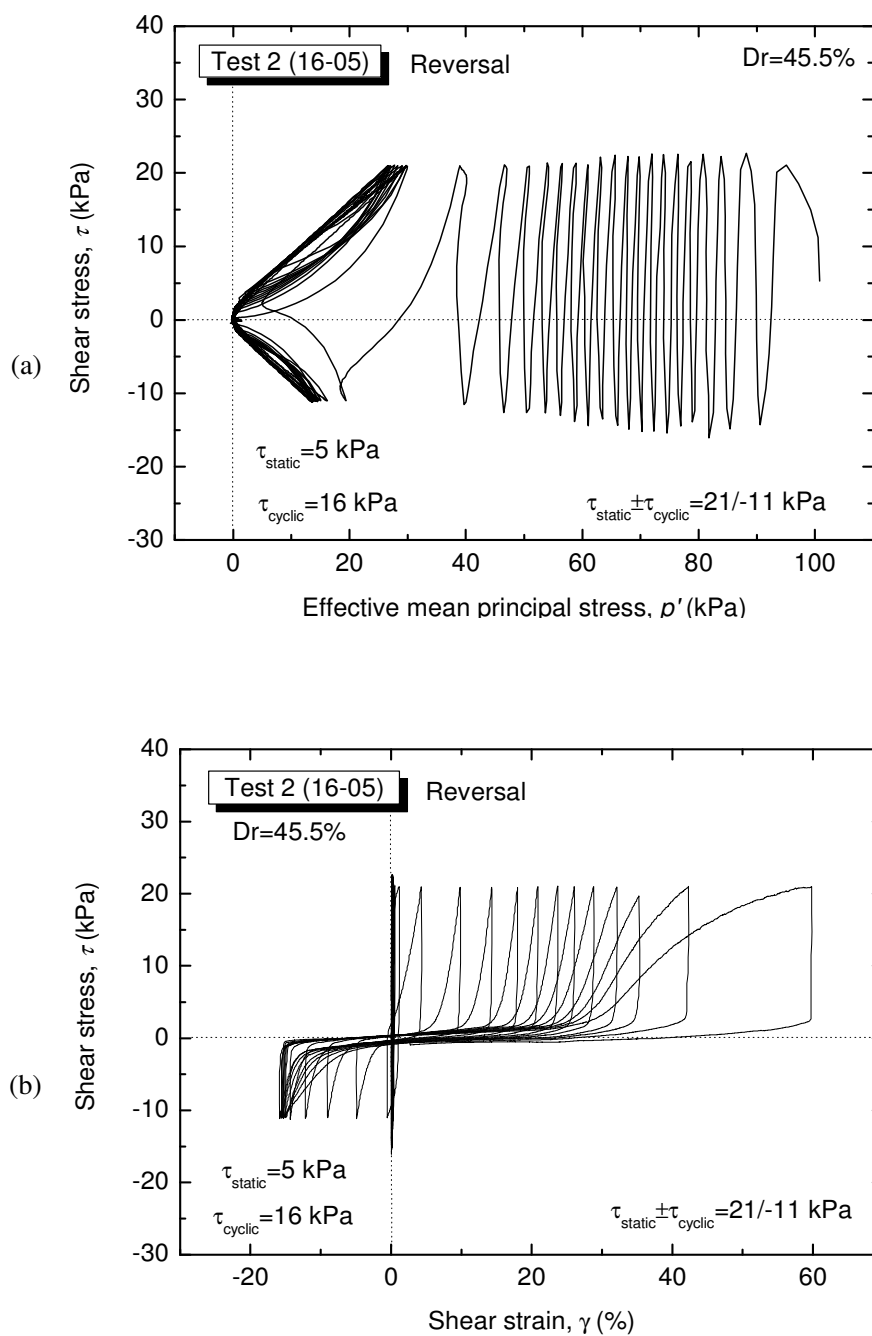 40
Test 2 (16-05) Reversal Dr=45.5%
30
20
10
0
-10
-20
-30
Shear stress, τ (kPa)
(a)
τstatic=5 kPa
τcyclic=16 kPa τstatic±τcyclic=21/-11 kPa
0 20 40 60 80 100
Effective mean principal stress, p' (kPa)
40
Test 2 (16-05) Reversal
30
Dr=45.5%
20
10
0
-10
-20
-30
Shear stress, τ (kPa)
(b)
τstatic=5 kPa
τcyclic=16 kPa τstatic±τcyclic=21/-11 kPa
-20 0 20 40 60
Shear strain, γ (%)